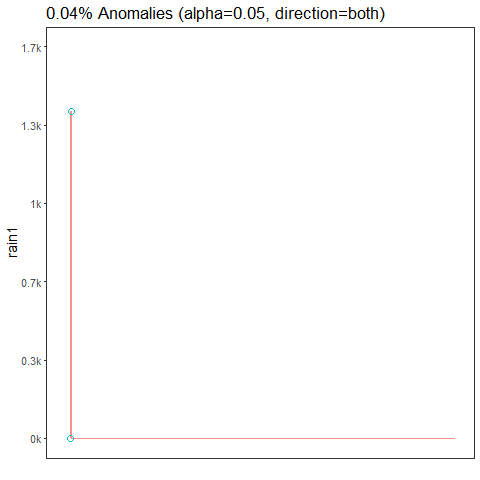 0.04% Anomalies (alpha=0.05, direction=both)
1.7k
1.3k
1k
0.7k
0.3k
0k
rain1